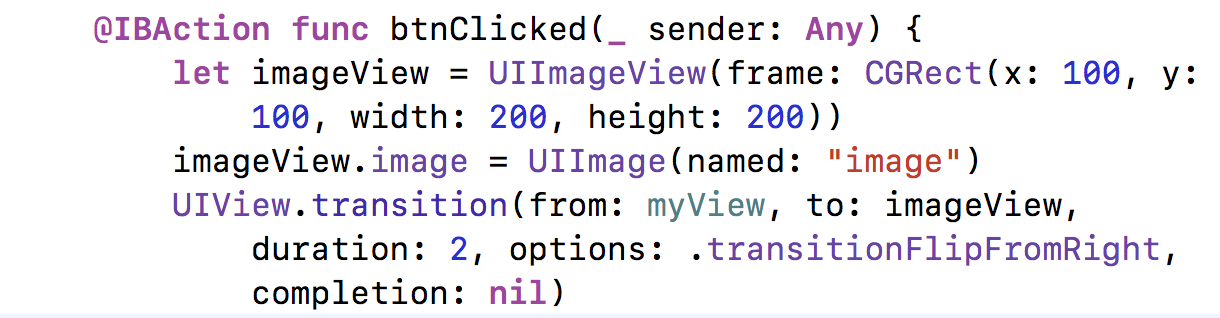 @IBAction func btnClicked(_ sender: Any) {
let imageView = UIImageView(frame: CGRect(x: 100, y:
100, width: 200, height: 200))
imageView.image = UIImage(named: "image")
UIView.transition(from: myView, to: imageView,
duration: 2, options: .transitionFlipFromRight,
completion: nil)